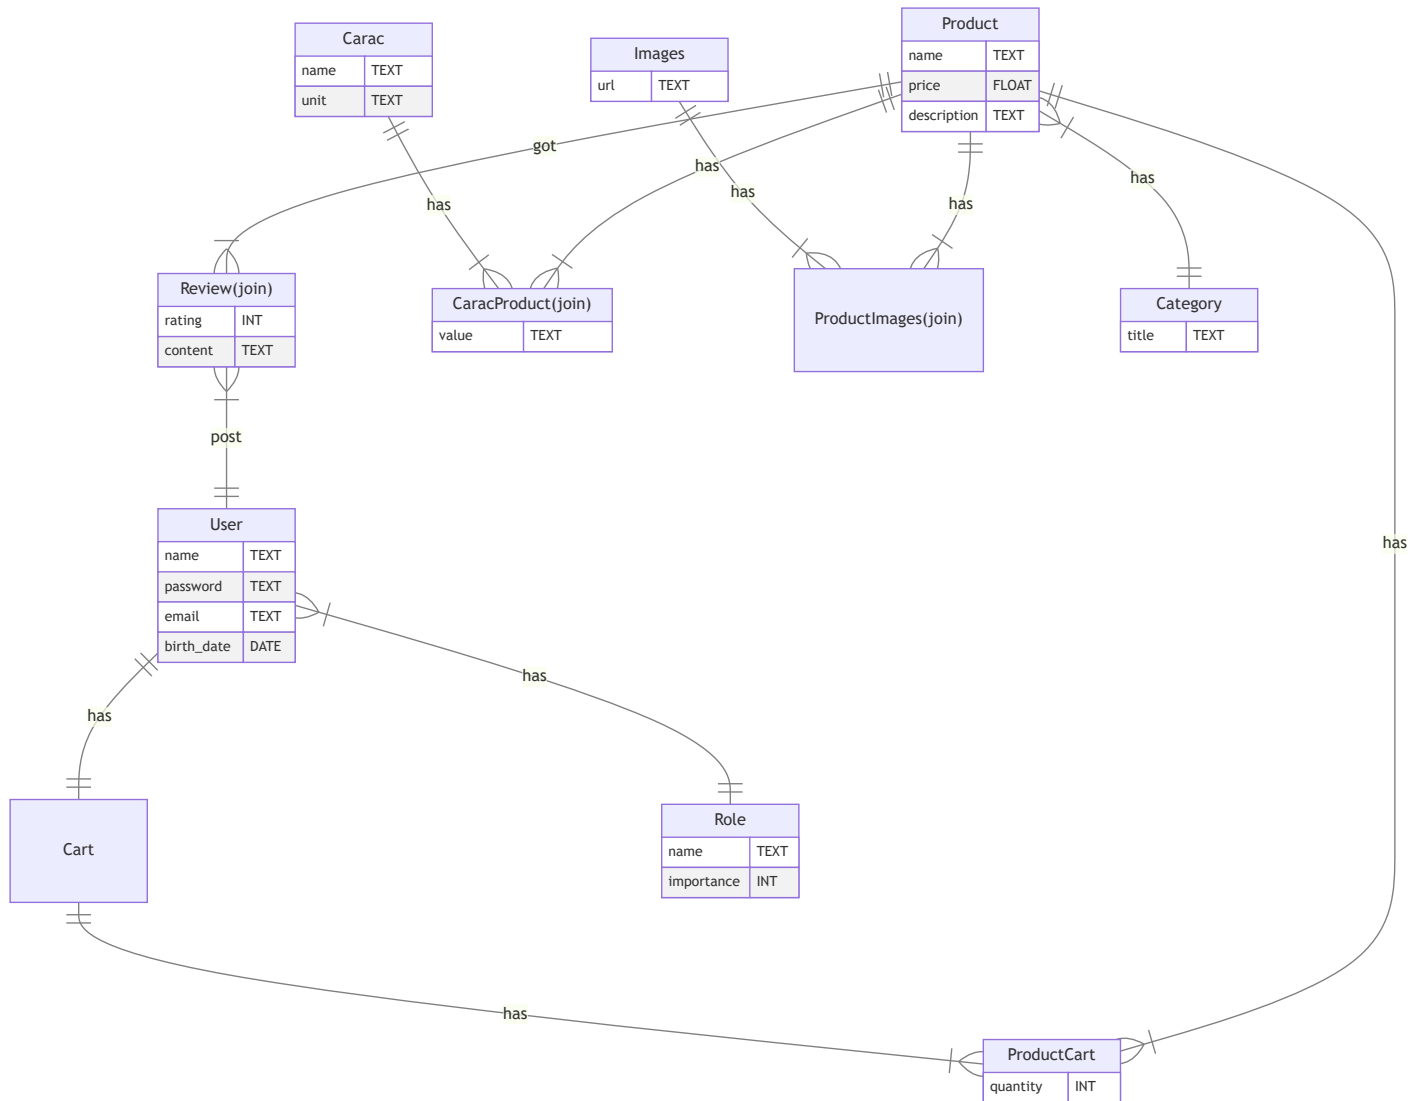 Carac
name TEXT
unit TEXT
Images
url TEXT
Product
name TEXT
price FLOAT
description TEXT
got
has
has
has
has
has
Review(join)
rating INT
content TEXT
CaracProduct(join)
value TEXT
ProductImages(join)
Category
title TEXT
post
User
name TEXT
password TEXT
email TEXT
birth_date DATE
has
has
has
Cart
Role
name TEXT
importance INT
has
ProductCart
quantity INT